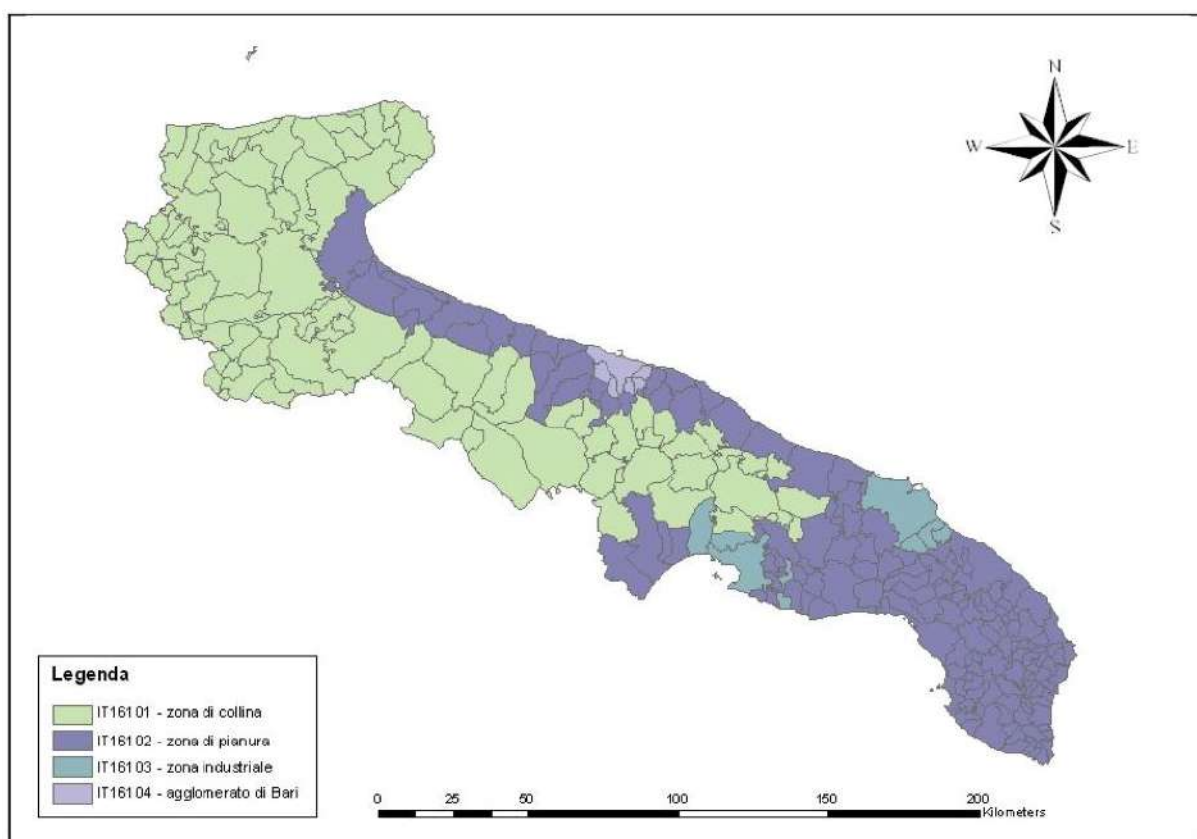 N
W
E
S
Legenda
IT16101 - zona di collina
IT16102 - zona di pianura
IT16103 - zona industriale
IT16104 - agglomerato di Bari
0 25 50 100 150 200
Kilometers